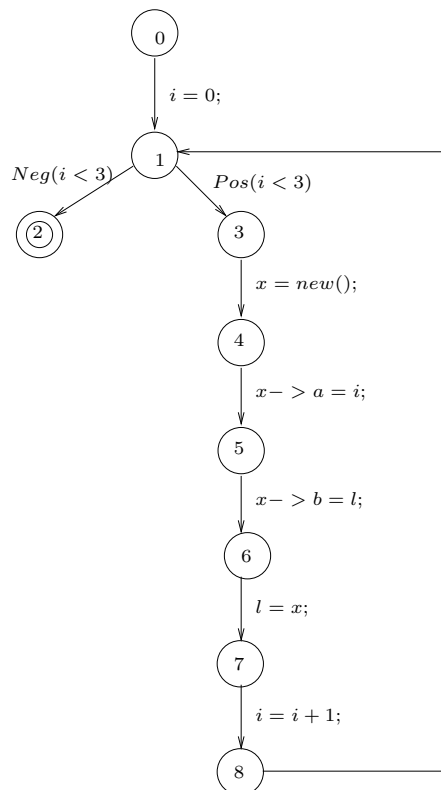 0
i = 0;
1
Neg(i < 3)
Pos(i < 3)
2
3
x = new();
4
x− > a = i;
5
x− > b = l;
6
l = x;
7
i = i + 1;
8